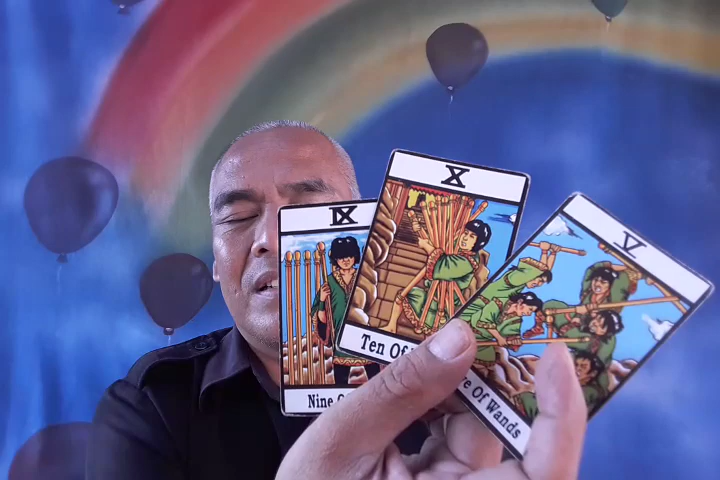 IX
Nine
X
Ten Of
V
Of Wands